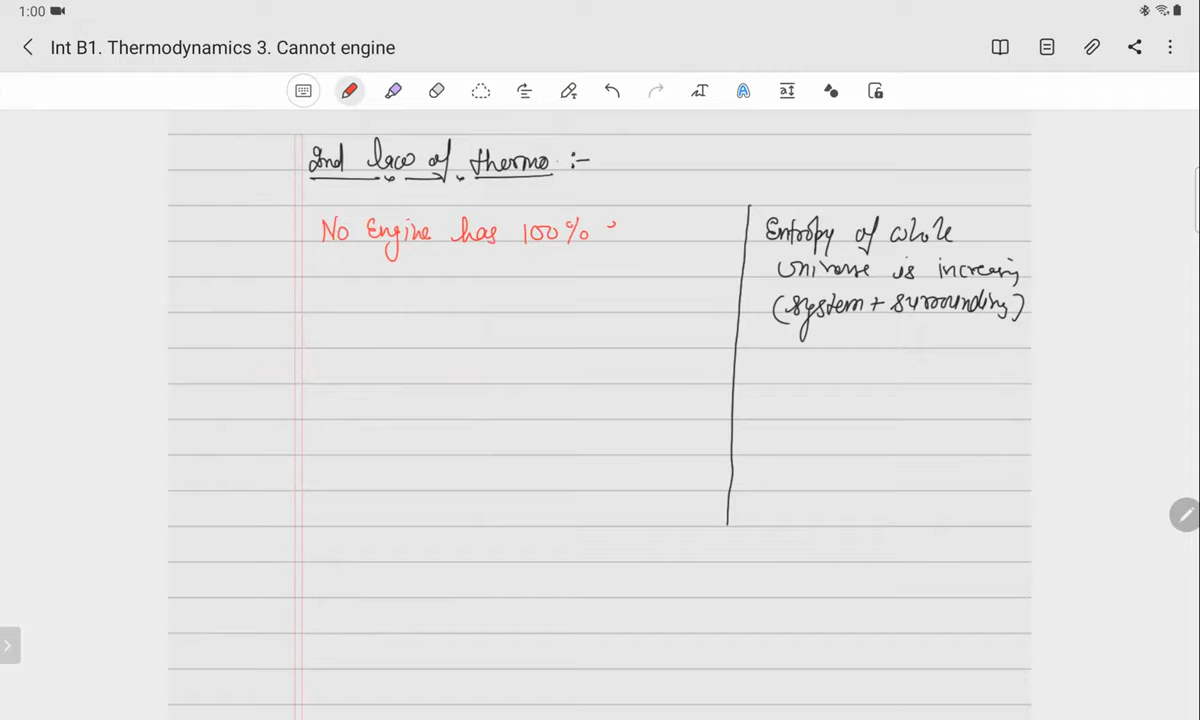 1:00
Int B1. Thermodynamics 3. Cannot engine
2nd law of thermo :-
No Engine has 100%
Entropy of whole
Universe is increasing
(System + Surrounding)